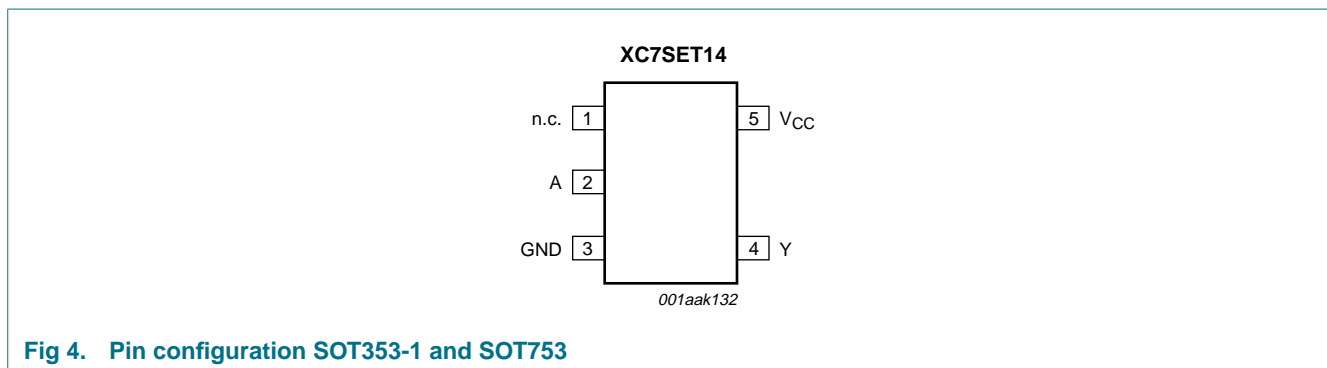 XC7SET14
n.c. 1 5 VCC
A 2
GND 3 4 Y
001aak132
Fig 4. Pin configuration SOT353-1 and SOT753